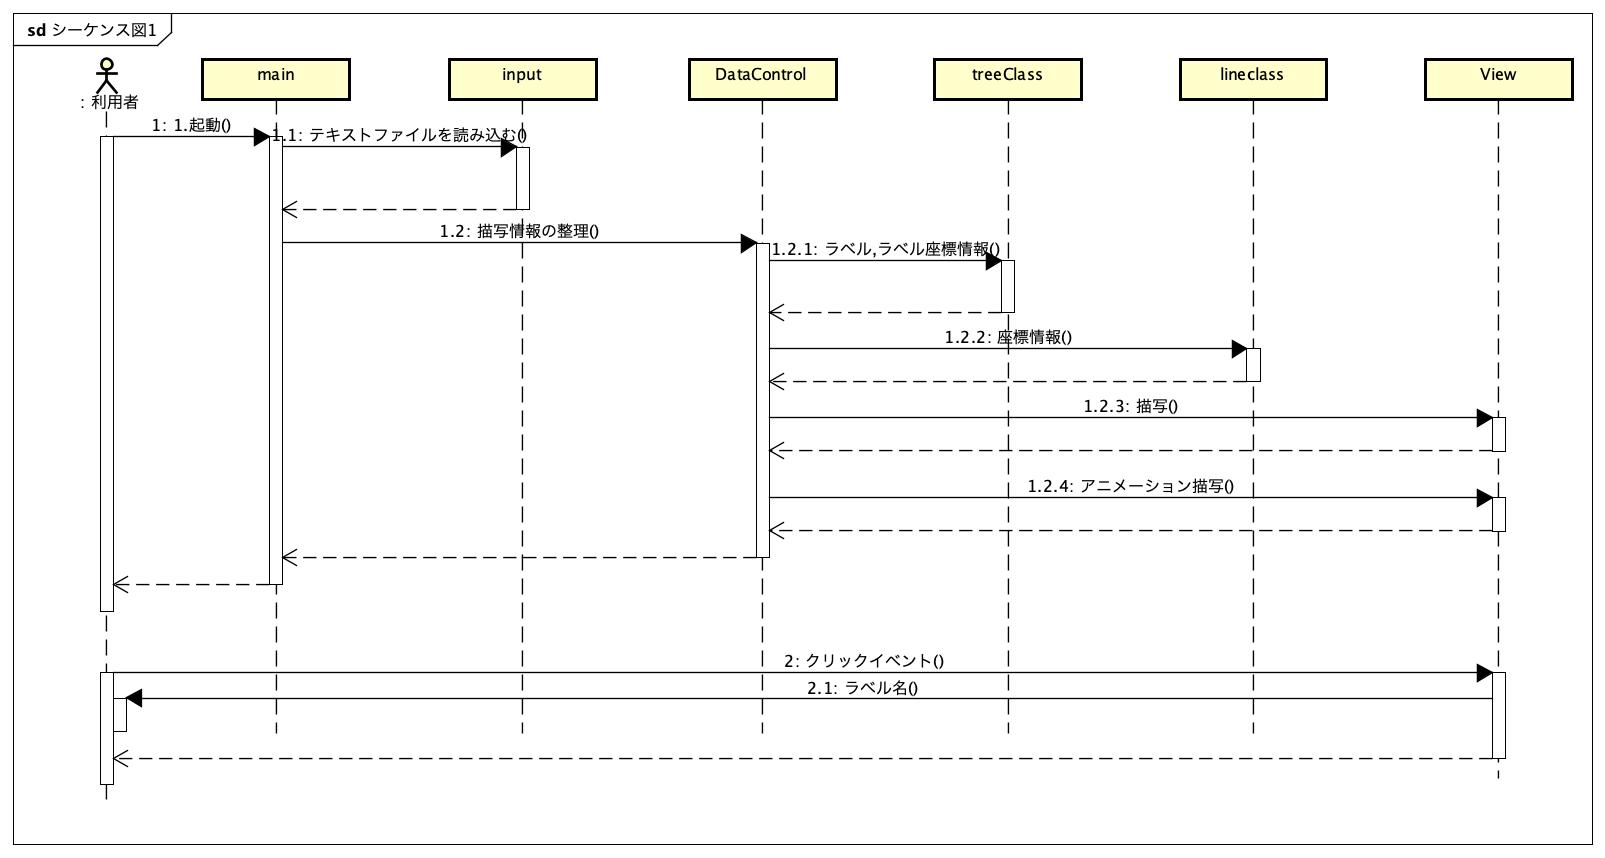 sd シーケンス図1
: 利用者
main
input
DataControl
treeClass
lineclass
View
1: 1.起動()
1.1: テキストファイルを読み込む()
1.2: 描写情報の整理()
1.2.1: ラベル,ラベル座標情報()
1.2.2: 座標情報()
1.2.3: 描写()
1.2.4: アニメーション描写()
2: クリックイベント()
2.1: ラベル名()